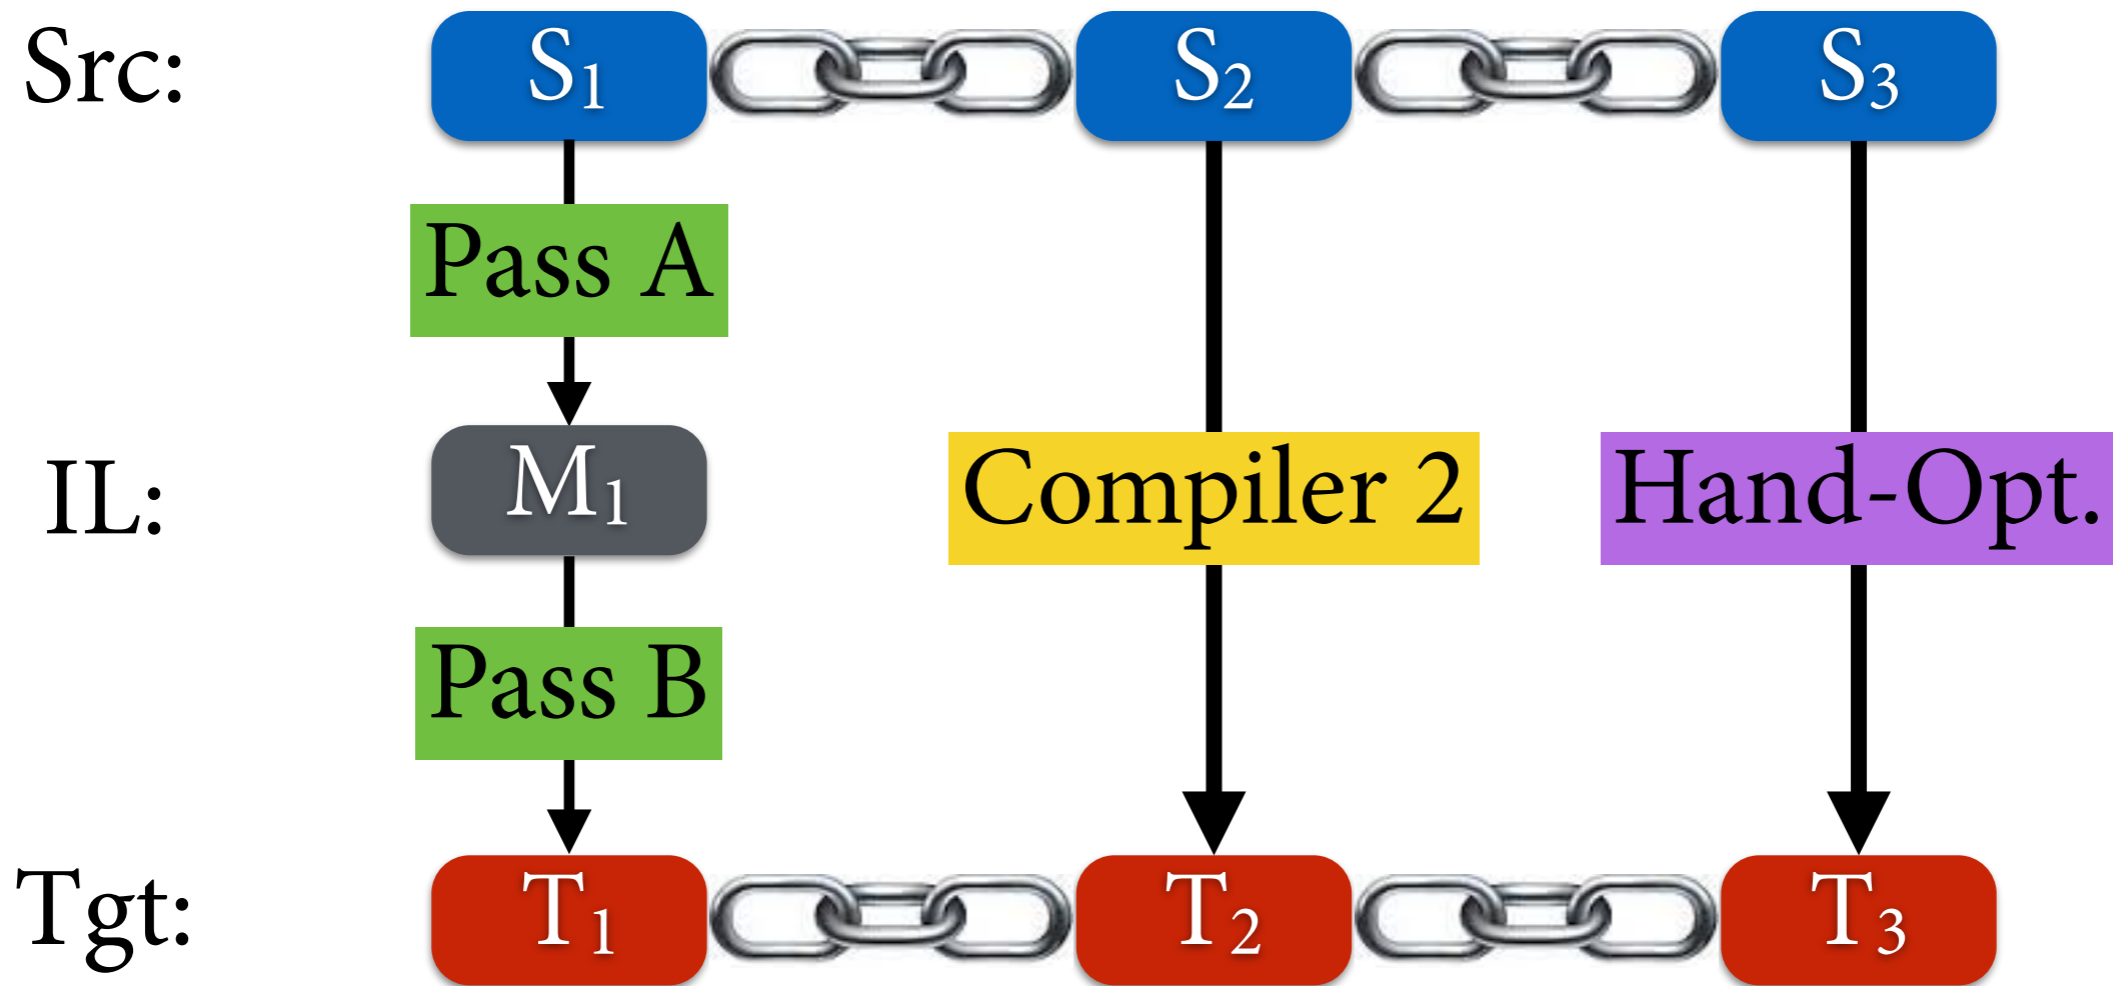 Src: S₁ S₂ S₃
Pass A
IL: M₁ Compiler 2 Hand-Opt.
Pass B
Tgt: T₁ T₂ T₃